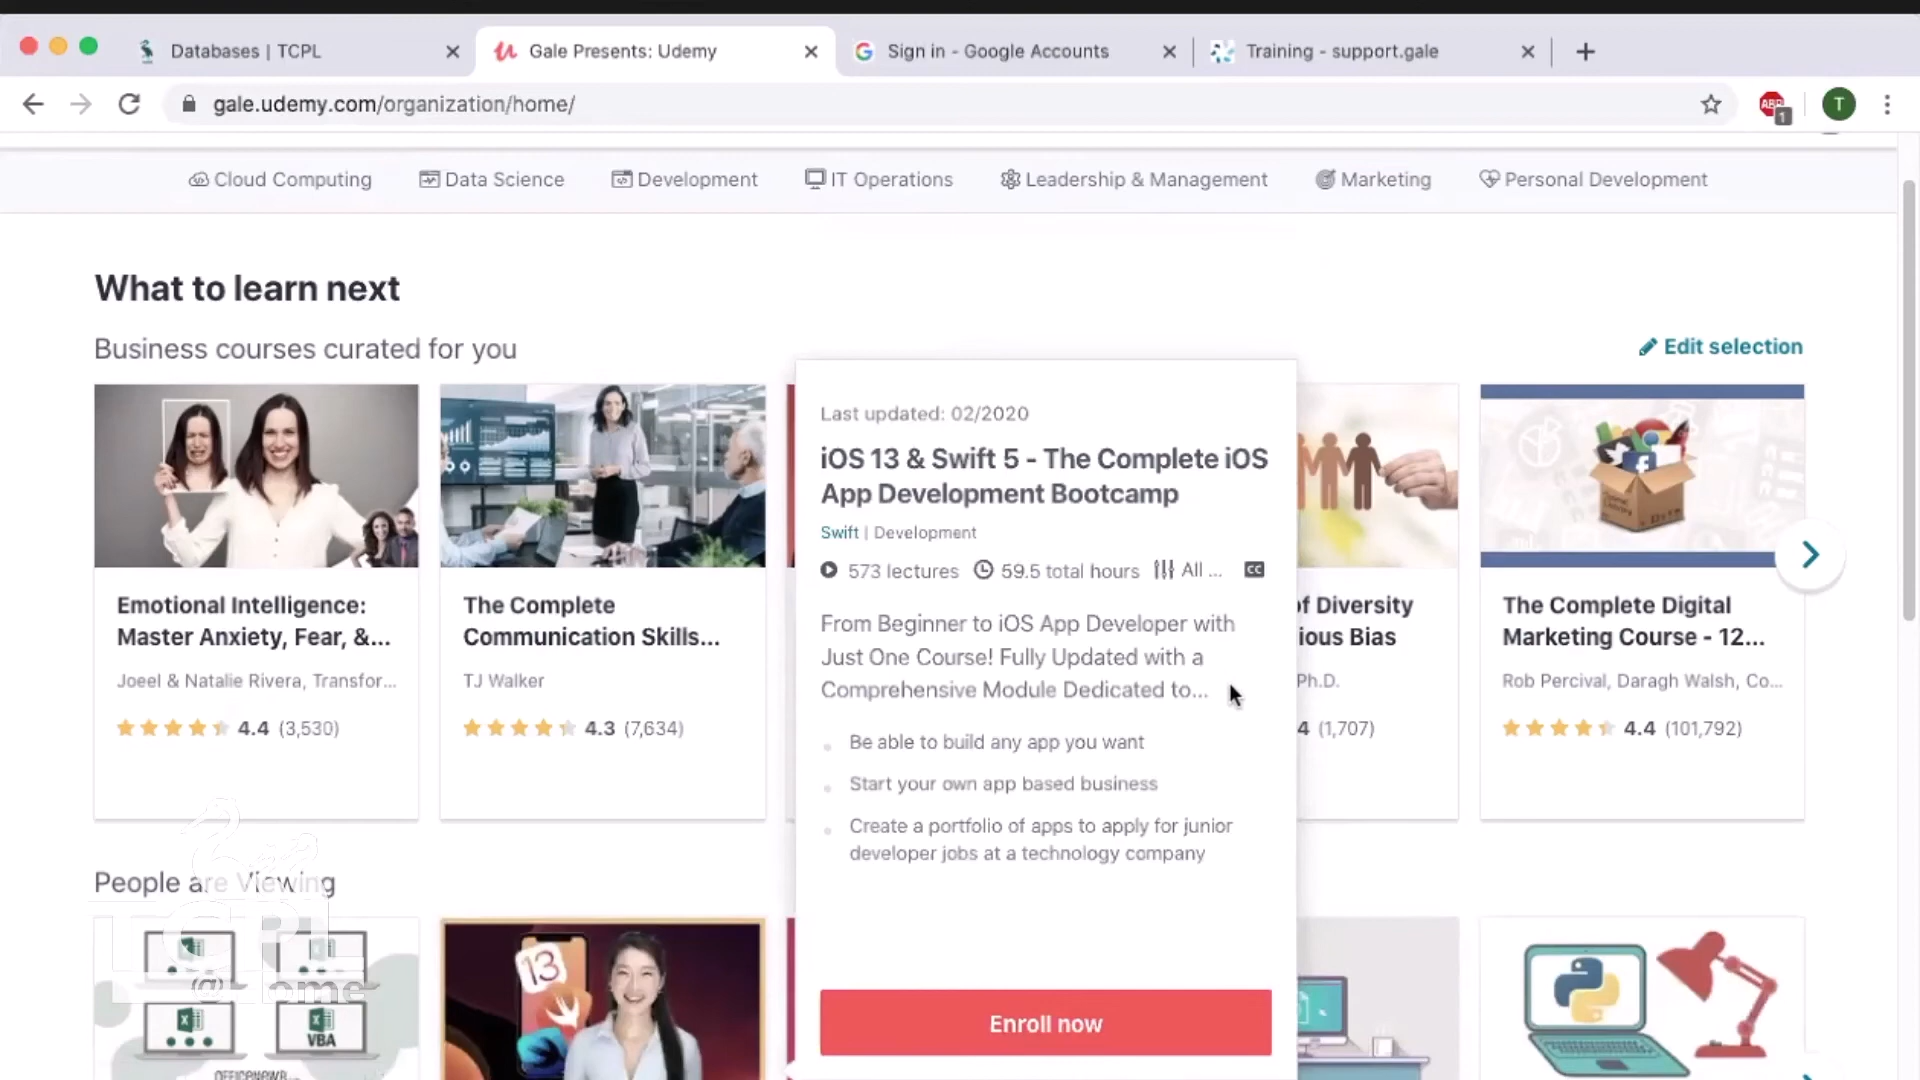 Databases | TCPL
Gale Presents: Udemy
Sign in - Google Accounts
Training - support.gale
gale.udemy.com/organization/home/
ABP
1
T
Cloud Computing
Data Science
Development
IT Operations
Leadership & Management
Marketing
Personal Development
What to learn next
Business courses curated for you
Edit selection
Emotional Intelligence:
Master Anxiety, Fear, &...
Joeel & Natalie Rivera, Transfor...
4.4 (3,530)
The Complete
Communication Skills...
TJ Walker
4.3 (7,634)
Last updated: 02/2020
iOS 13 & Swift 5 - The Complete iOS
App Development Bootcamp
Swift | Development
573 lectures
59.5 total hours
All ...
CC
From Beginner to iOS App Developer with
Just One Course! Fully Updated with a
Comprehensive Module Dedicated to...
Be able to build any app you want
Start your own app based business
Create a portfolio of apps to apply for junior
developer jobs at a technology company
Enroll now
f Diversity
ious Bias
Ph.D.
4 (1,707)
The Complete Digital
Marketing Course - 12...
Rob Percival, Daragh Walsh, Co...
4.4 (101,792)
People are Viewing
TCPL
@Home
VBA
13